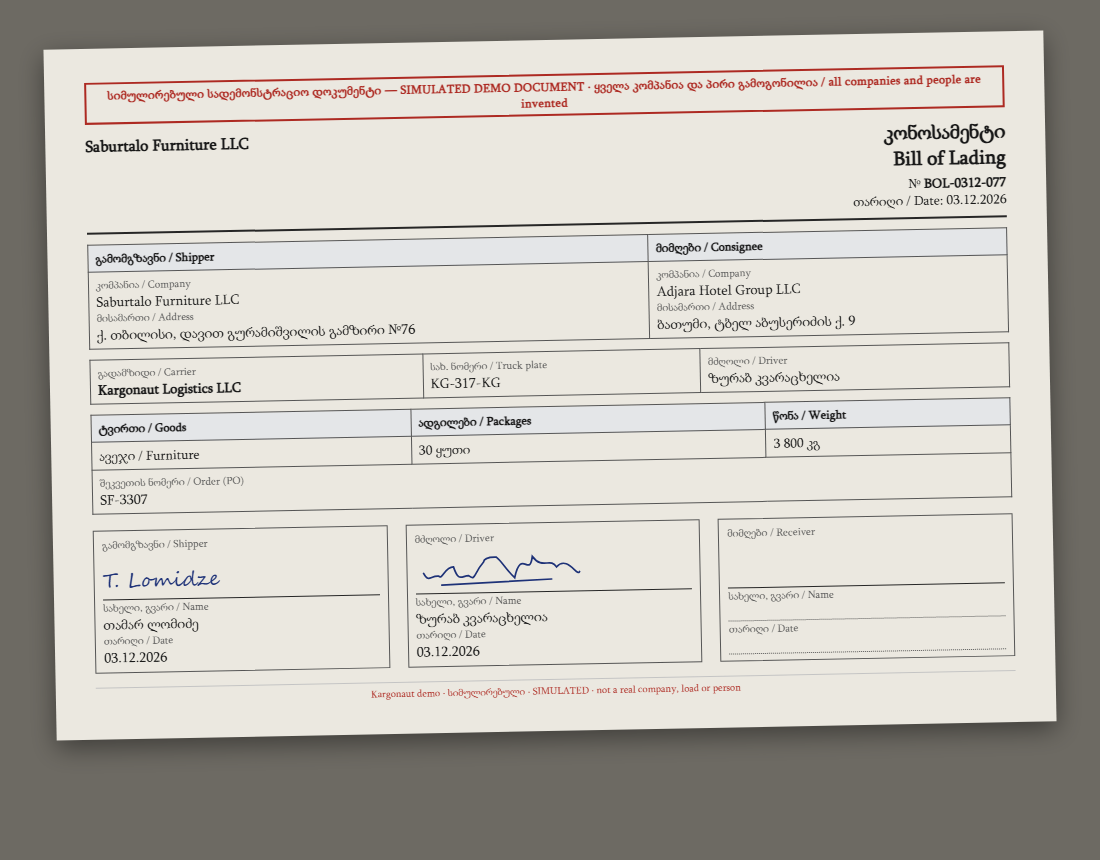 სიმულირებული სადემონსტრაციო დოკუმენტი — SIMULATED DEMO DOCUMENT · ყველა კომპანია და პირი გამოგონილია / all companies and people are
invented
Saburtalo Furniture LLC
კონოსამენტი
Bill of Lading
№ BOL-0312-077
თარიღი / Date: 03.12.2026
გამომგზავნი / Shipper
მიმღები / Consignee
კომპანია / Company
Saburtalo Furniture LLC
მისამართი / Address
ქ. თბილისი, დავით გურამიშვილის გამზირი №76
კომპანია / Company
Adjara Hotel Group LLC
მისამართი / Address
ბათუმი, ტბელ აბუსერიძის ქ. 9
გადამზიდი / Carrier
Kargonaut Logistics LLC
სახ. ნომერი / Truck plate
KG-317-KG
მძღოლი / Driver
ზურაბ კვარაცხელია
ტვირთი / Goods
ადგილები / Packages
წონა / Weight
ავეჯი / Furniture
30 ყუთი
3 800 კგ
შეკვეთის ნომერი / Order (PO)
SF-3307
გამომგზავნი / Shipper
T. Lomidze
სახელი, გვარი / Name
თამარ ლომიძე
თარიღი / Date
03.12.2026
მძღოლი / Driver
სახელი, გვარი / Name
ზურაბ კვარაცხელია
თარიღი / Date
03.12.2026
მიმღები / Receiver
სახელი, გვარი / Name
თარიღი / Date
Kargonaut demo · სიმულირებული · SIMULATED · not a real company, load or person